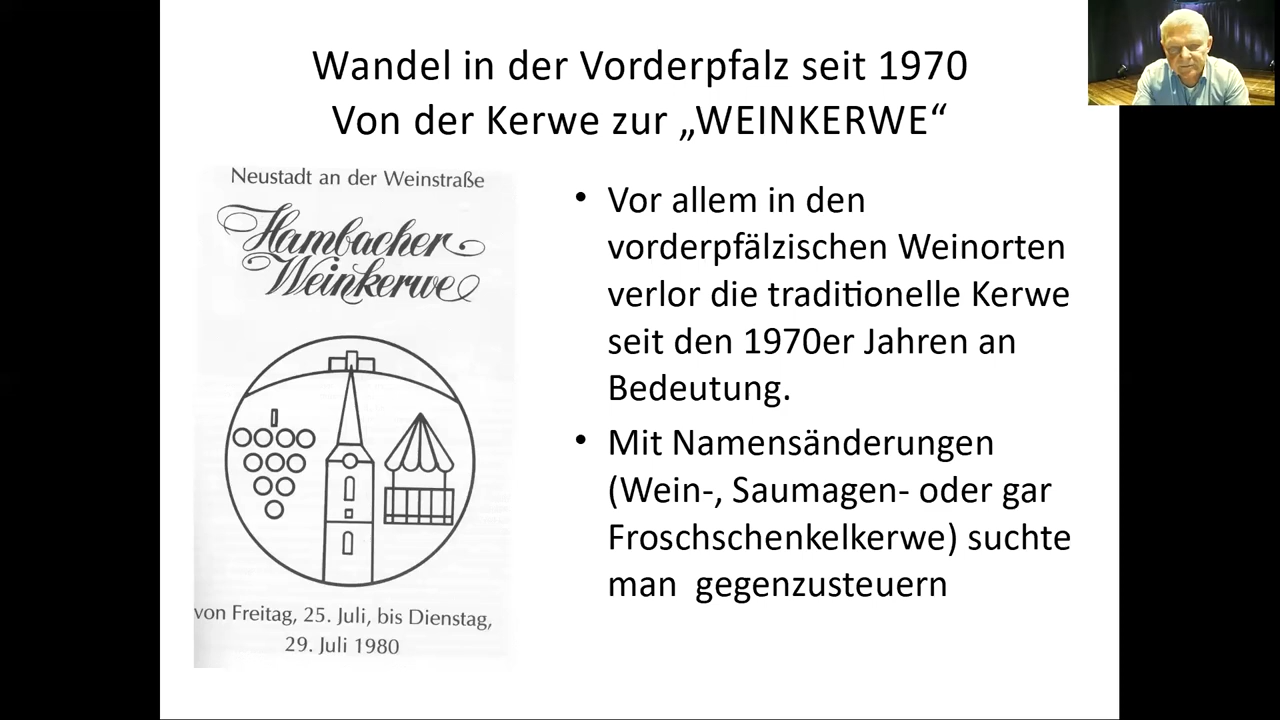 Wandel in der Vorderpfalz seit 1970
Von der Kerwe zur „WEINKERWE“
Neustadt an der Weinstraße
Hambacher
Weinkerwe
von Freitag, 25. Juli, bis Dienstag,
29. Juli 1980
• Vor allem in den
vorderpfälzischen Weinorten
verlor die traditionelle Kerwe
seit den 1970er Jahren an
Bedeutung.
• Mit Namensänderungen
(Wein-, Saumagen- oder gar
Froschschenkelkerwe) suchte
man  gegenzusteuern